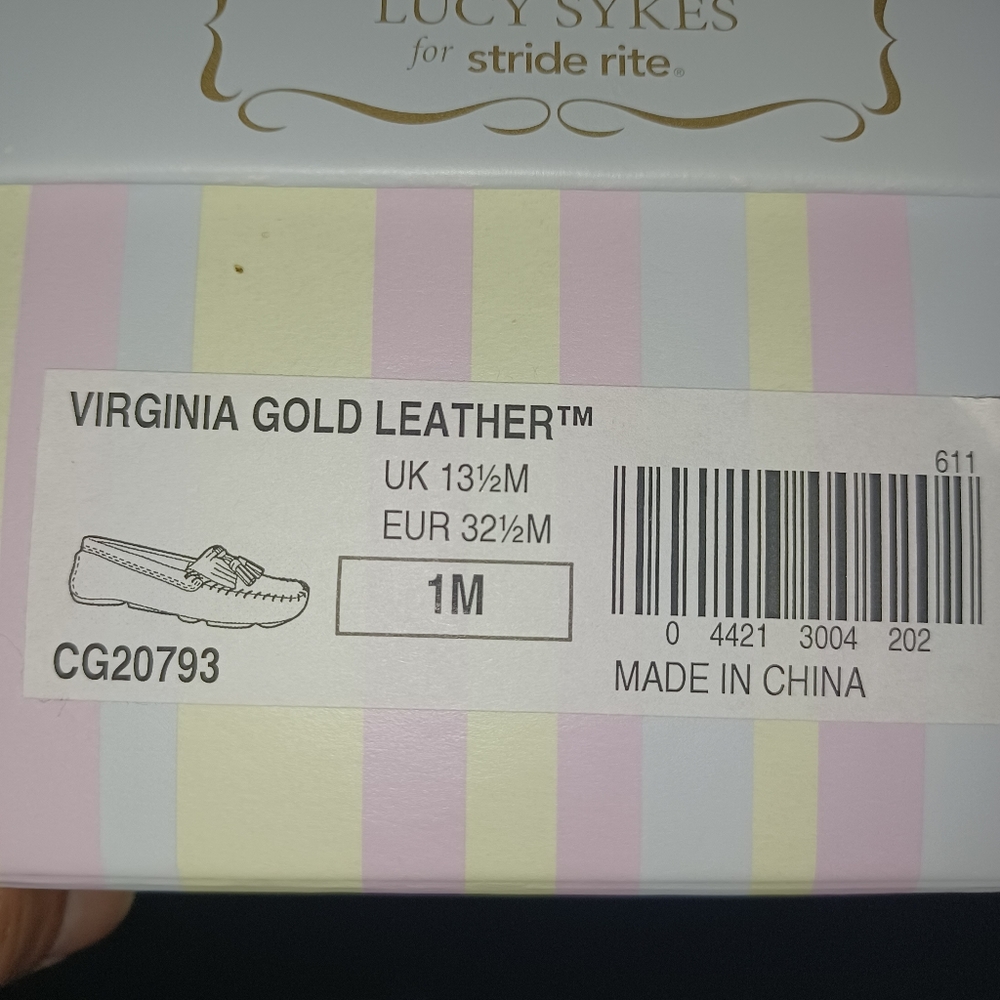 LUCY SYKES
for stride rite®
VIRGINIA GOLD LEATHER™
UK 13½M
EUR 32½M
1M
CG20793
611
0 4421 3004 202
MADE IN CHINA